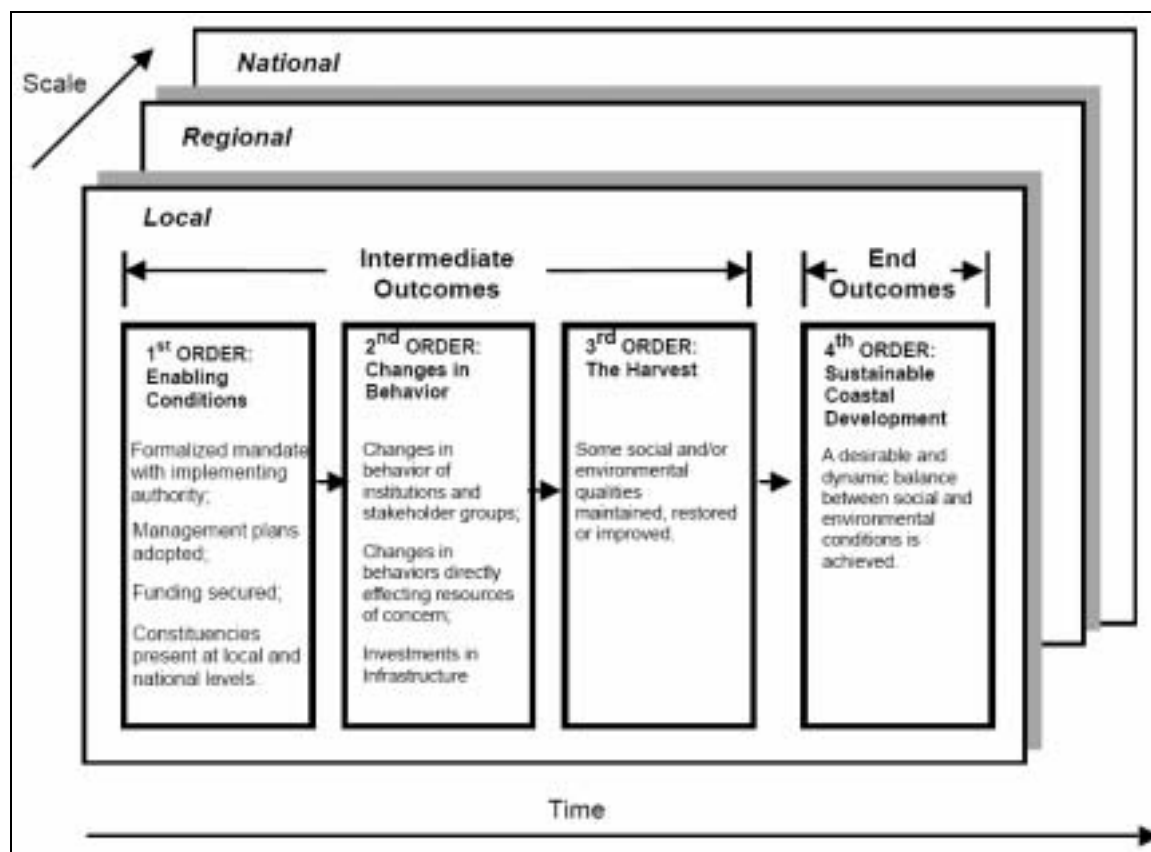 Scale
National
Regional
Local
Intermediate
Outcomes
End
Outcomes
1st ORDER:
Enabling
Conditions
Formalized mandate
with implementing
authority;
Management plans
adopted;
Funding secured;
Constituencies
present at local and
national levels.
2nd ORDER:
Changes in
Behavior
Changes in
behavior of
institutions and
stakeholder groups;
Changes in
behaviors directly
effecting resources
of concern;
Investments in
Infrastructure
3rd ORDER:
The Harvest
Some social and/or
environmental
qualities
maintained, restored
or improved.
4th ORDER:
Sustainable
Coastal
Development
A desirable and
dynamic balance
between social and
environmental
conditions is
achieved.
Time